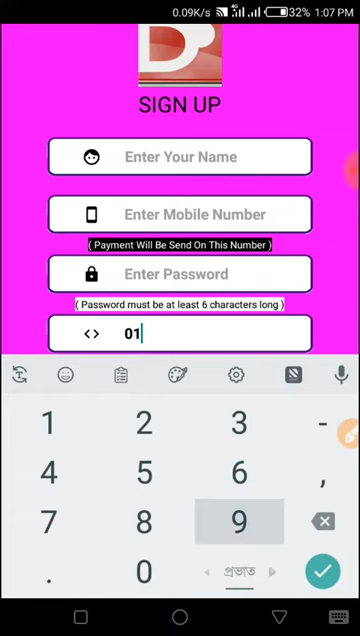 0.09K/s 4G 32% 1:07 PM
SIGN UP
Enter Your Name
Enter Mobile Number
( Payment Will Be Send On This Number )
Enter Password
( Password must be at least 6 characters long )
<> 01
1 2 3 -
4 5 6 ,
7 8 9
. 0 প্রভাত